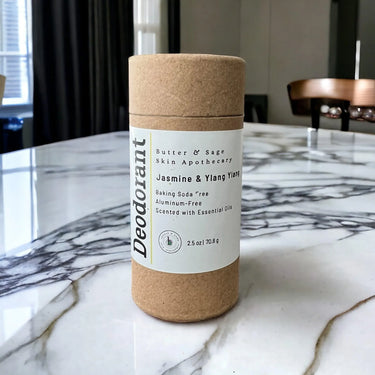 Deodorant
Butter & Sage
Skin Apothecary
Jasmine & Ylang Ylang
Baking Soda Free
Aluminum-Free
Scented with Essential Oils
2.5 oz | 70.8 g